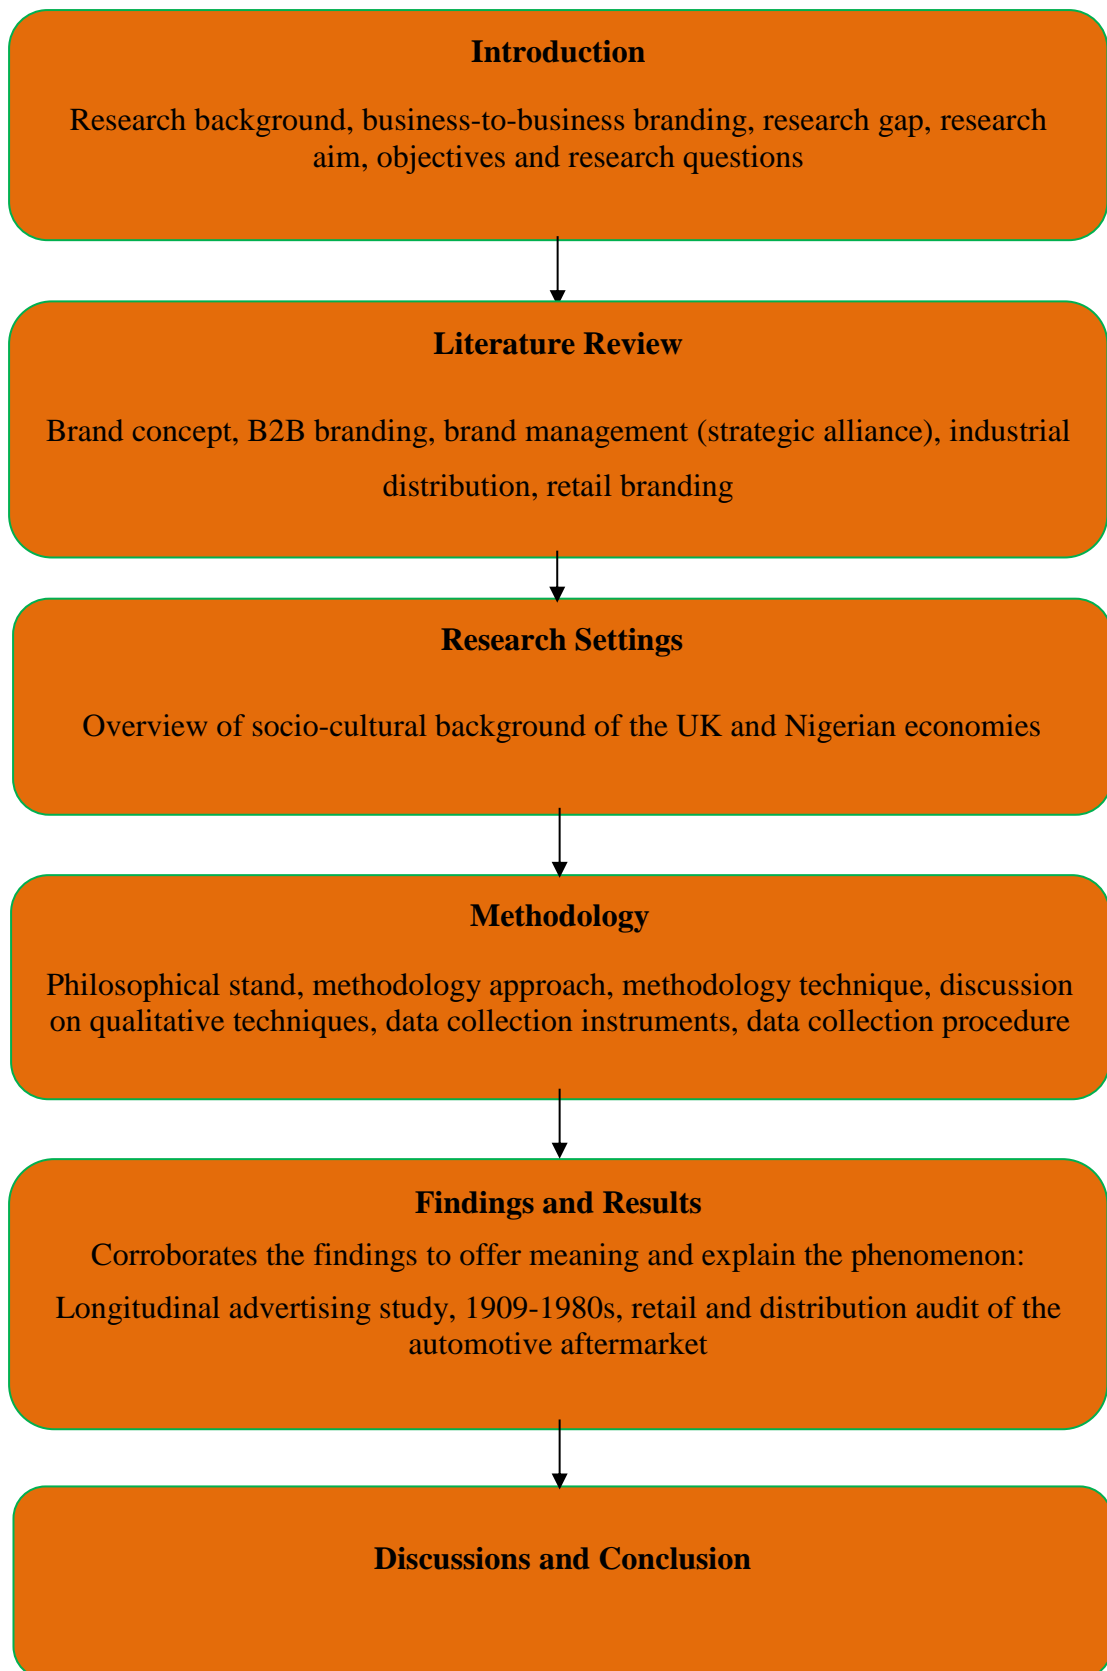 Introduction
Research background, business-to-business branding, research gap, research
aim, objectives and research questions
Literature Review
Brand concept, B2B branding, brand management (strategic alliance), industrial
distribution, retail branding
Research Settings
Overview of socio-cultural background of the UK and Nigerian economies
Methodology
Philosophical stand, methodology approach, methodology technique, discussion
on qualitative techniques, data collection instruments, data collection procedure
Findings and Results
Corroborates the findings to offer meaning and explain the phenomenon:
Longitudinal advertising study, 1909-1980s, retail and distribution audit of the
automotive aftermarket
Discussions and Conclusion